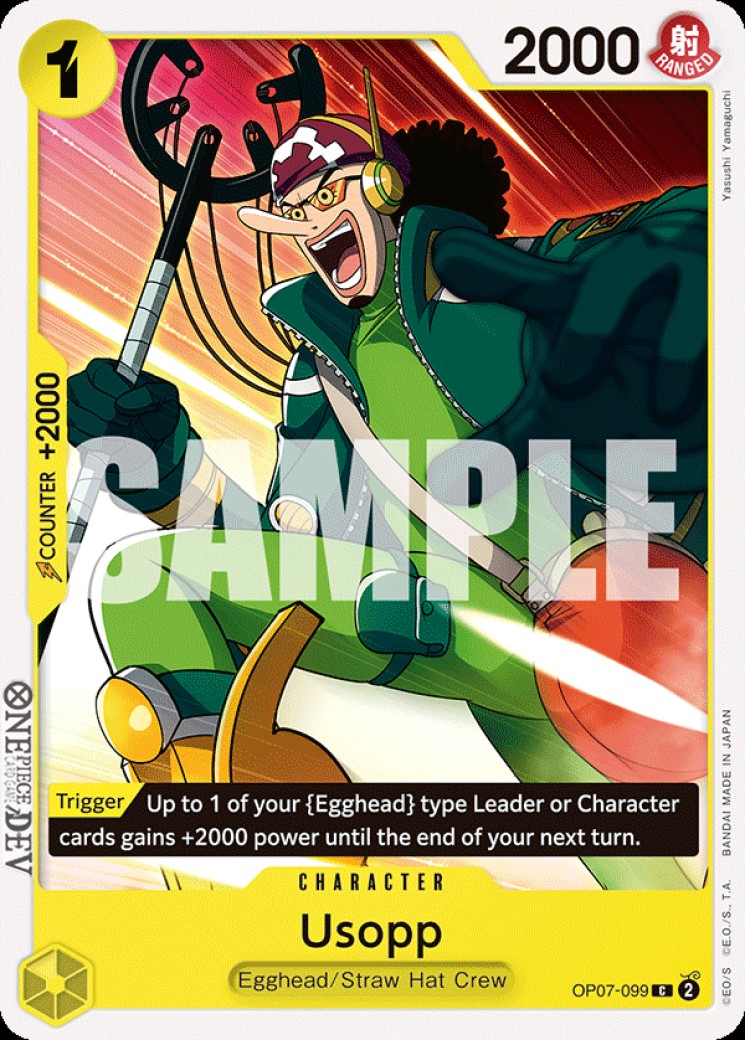 1
2000
射
RANGED
Yasushi Yamaguchi
COUNTER +2000
SAMPLE
ONE PIECE
CARD GAME
DEV
Trigger Up to 1 of your {Egghead} type Leader or Character
cards gains +2000 power until the end of your next turn.
CHARACTER
Usopp
Egghead/Straw Hat Crew
OP07-099 C 2
©EO/S ©E.O./S., T.A. BANDAI MADE IN JAPAN